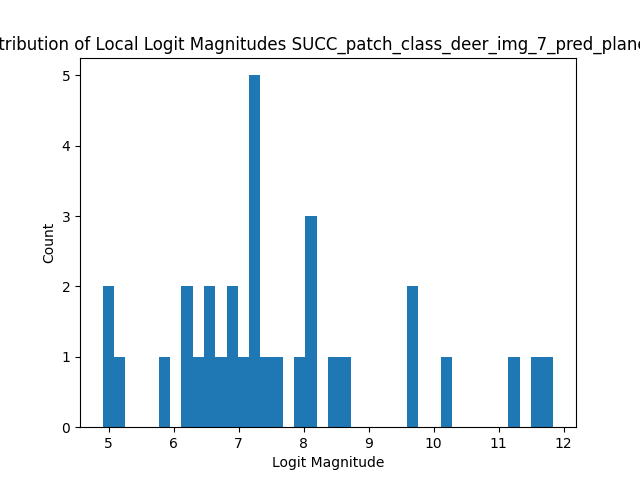 tribution of Local Logit Magnitudes SUCC_patch_class_deer_img_7_pred_plane
5
4
3
2
1
0
Count
5 6 7 8 9 10 11 12
Logit Magnitude